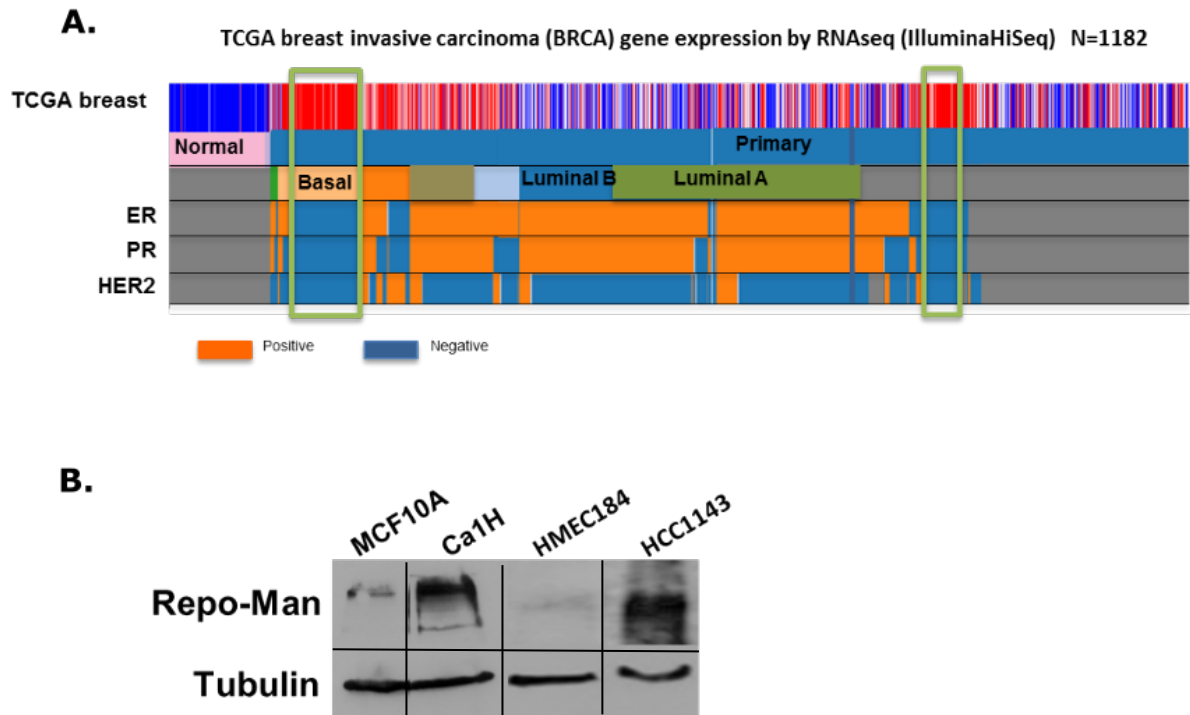 A.
TCGA breast invasive carcinoma (BRCA) gene expression by RNAseq (IlluminaHiSeq) N=1182
TCGA breast
Normal
Primary
Basal
Luminal B
Luminal A
ER
PR
HER2
Positive
Negative
B.
MCF10A
Ca1H
HMEC184
HCC1143
Repo-Man
Tubulin